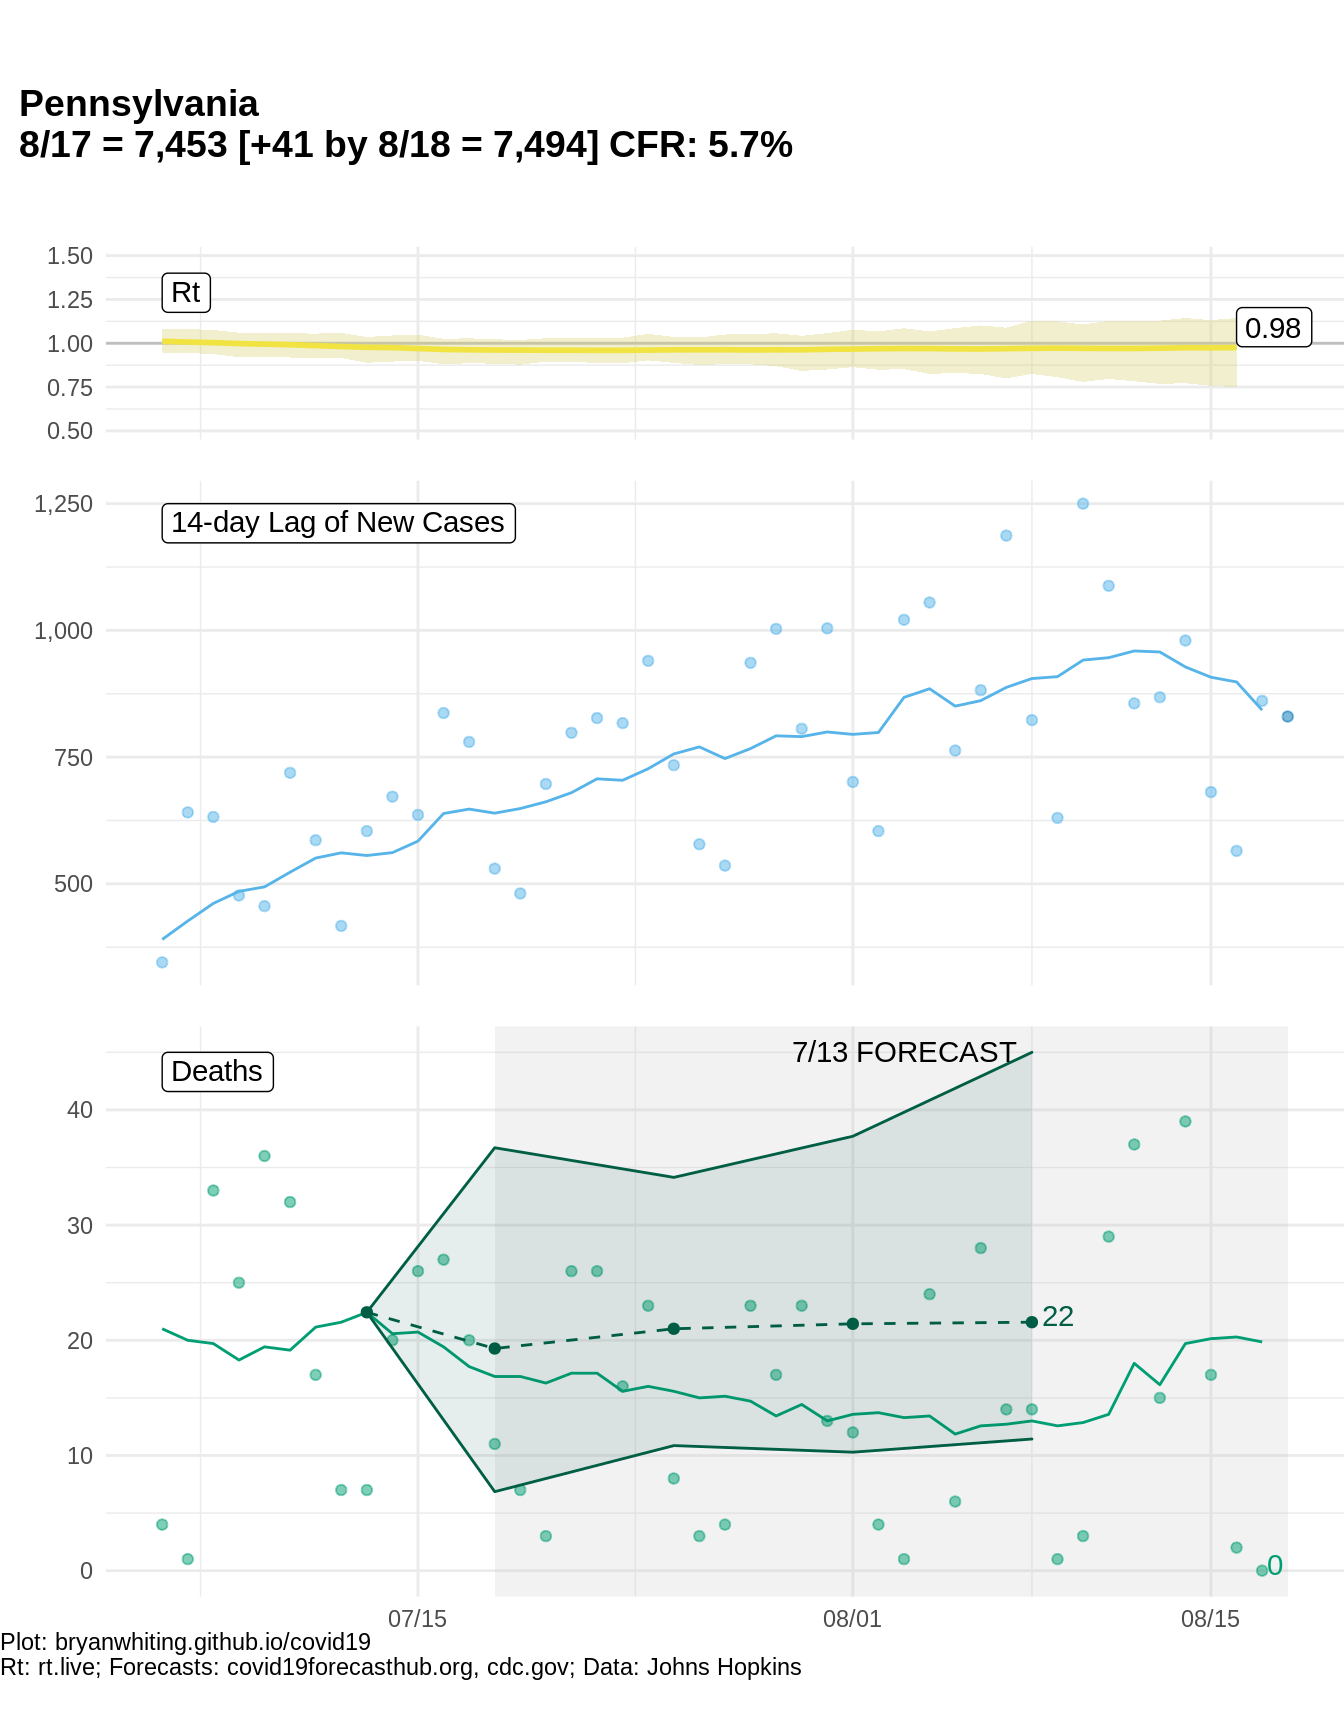 Pennsylvania
8/17 = 7,453 [+41 by 8/18 = 7,494] CFR: 5.7%
1.50
Rt
1.25
0.98
1.00
0.75
0.50
1,250
14-day Lag of New Cases
1,000
750
500
7/13 FORECAST
Deaths
40
30
22
20
10
0
0
07/15 08/01 08/15
Plot: bryanwhiting.github.io/covid19
Rt: rt.live; Forecasts: covid19forecasthub.org, cdc.gov; Data: Johns Hopkins